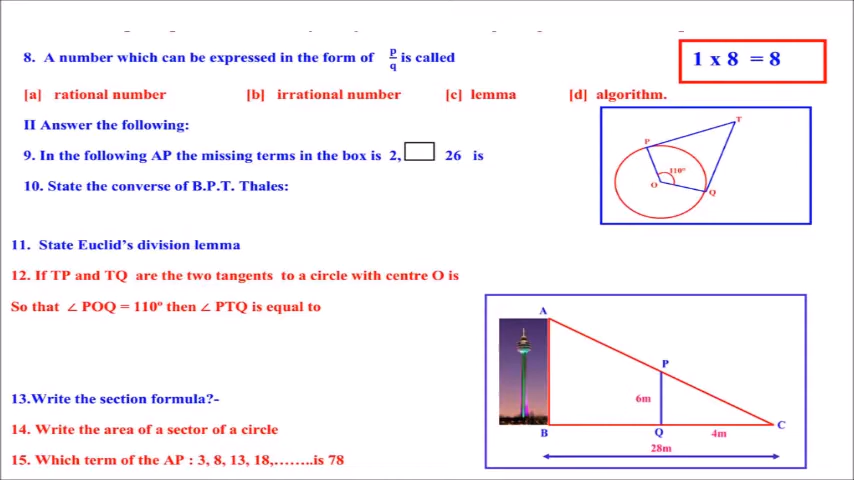 8. A number which can be expressed in the form of p/q is called
1 x 8 = 8
[a] rational number [b] irrational number [c] lemma [d] algorithm.
II Answer the following:
9. In the following AP the missing terms in the box is 2, 26 is
10. State the converse of B.P.T. Thales:
T
P
110º
O
Q
11. State Euclid's division lemma
12. If TP and TQ are the two tangents to a circle with centre O is
So that ∠ POQ = 110º then ∠ PTQ is equal to
A
P
6m
B
Q
4m
C
28m
13.Write the section formula?-
14. Write the area of a sector of a circle
15. Which term of the AP : 3, 8, 13, 18,........is 78